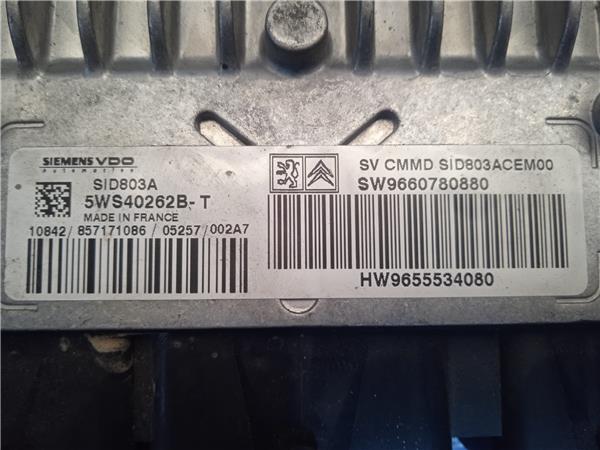 SIEMENS VDO
automotive
SID803A
5WS40262B-T
MADE IN FRANCE
10842/857171086/05257/002A7
SV CMMD SID803ACEM00
SW9660780880
HW9655534080